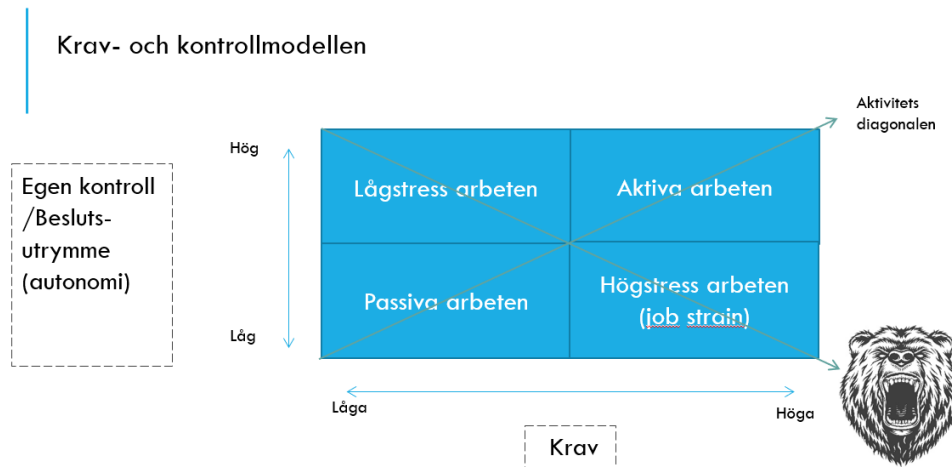 Krav- och kontrollmodellen
Aktivitets
diagonalen
Hög
Egen kontroll
/Besluts-
utrymme
(autonomi)
Lågstress arbeten
Aktiva arbeten
Passiva arbeten
Högstress arbeten
(job strain)
Låg
Låga
Höga
Krav